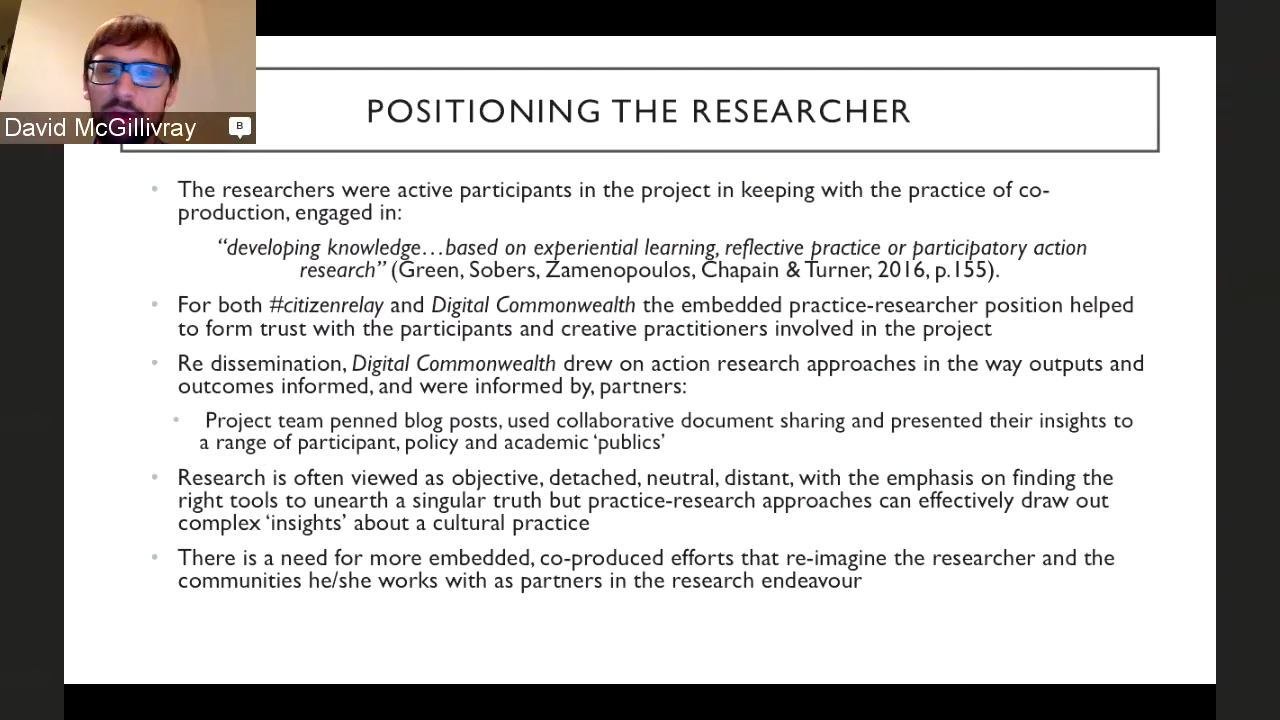 David McGillivray
B
POSITIONING THE RESEARCHER
• The researchers were active participants in the project in keeping with the practice of co-
production, engaged in:
“developing knowledge…based on experiential learning, reflective practice or participatory action
research” (Green, Sobers, Zamenopoulos, Chapain & Turner, 2016, p.155).
• For both #citizenrelay and Digital Commonwealth the embedded practice-researcher position helped
to form trust with the participants and creative practitioners involved in the project
• Re dissemination, Digital Commonwealth drew on action research approaches in the way outputs and
outcomes informed, and were informed by, partners:
• Project team penned blog posts, used collaborative document sharing and presented their insights to
a range of participant, policy and academic ‘publics’
• Research is often viewed as objective, detached, neutral, distant, with the emphasis on finding the
right tools to unearth a singular truth but practice-research approaches can effectively draw out
complex ‘insights’ about a cultural practice
• There is a need for more embedded, co-produced efforts that re-imagine the researcher and the
communities he/she works with as partners in the research endeavour